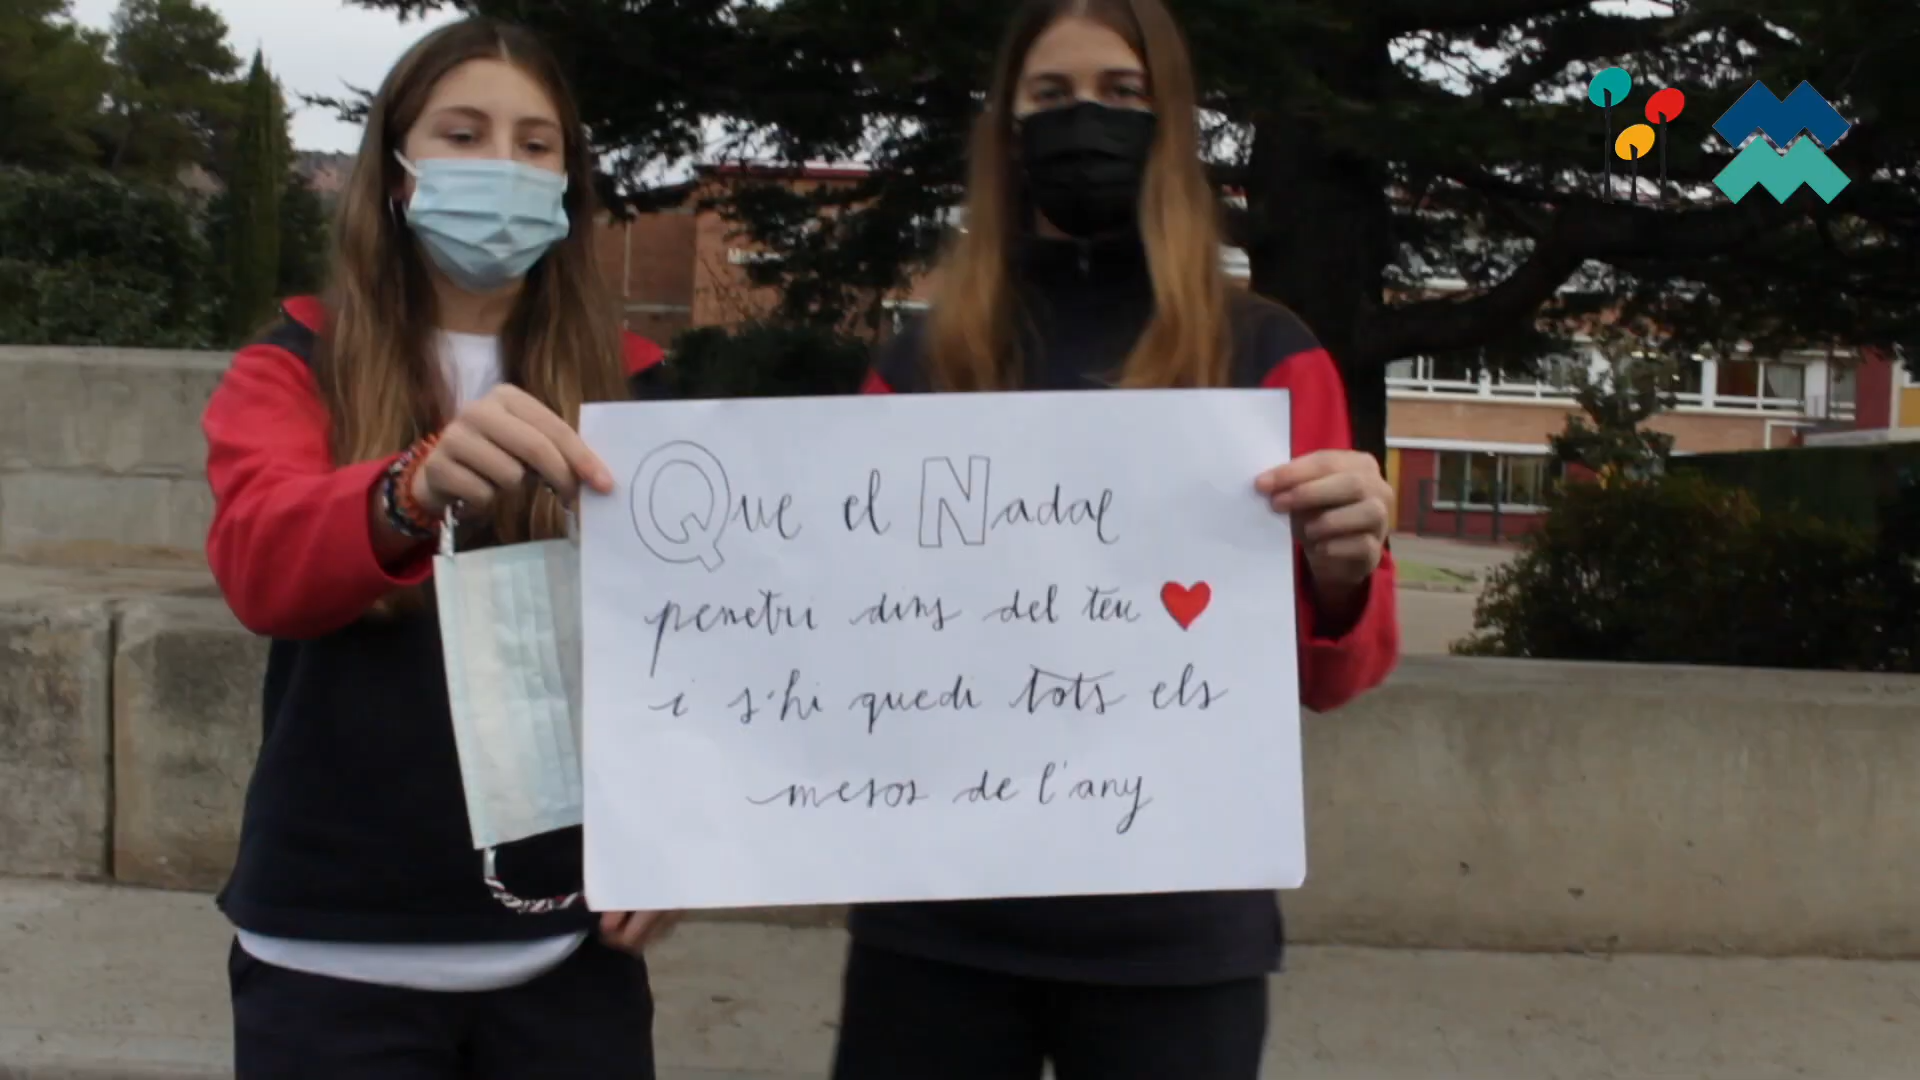 Que el Nadal
penetri dins del teu ❤
i s'hi quedi tots els
mesos de l'any